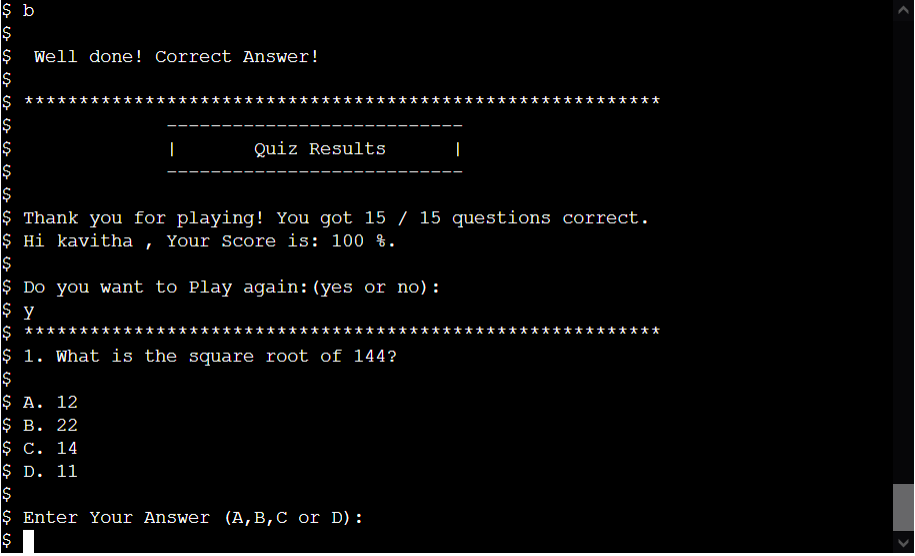 $ b
$
$  Well done! Correct Answer!
$
$ **********************************************************
$              ---------------------------
$              |       Quiz Results      |
$              ---------------------------
$
$ Thank you for playing! You got 15 / 15 questions correct.
$ Hi kavitha , Your Score is: 100 %.
$
$ Do you want to Play again:(yes or no):
$ y
$ **********************************************************
$ 1. What is the square root of 144?
$
$ A. 12
$ B. 22
$ C. 14
$ D. 11
$
$ Enter Your Answer (A,B,C or D):
$